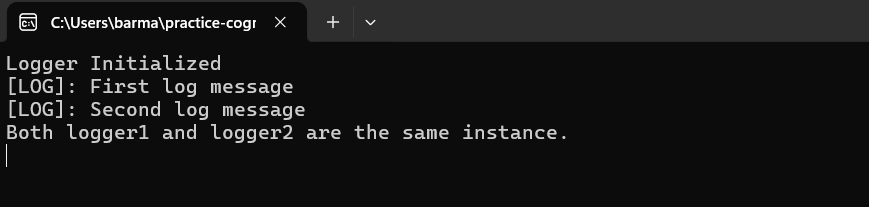 C:\Users\barma\practice-cogr
Logger Initialized
[LOG]: First log message
[LOG]: Second log message
Both logger1 and logger2 are the same instance.